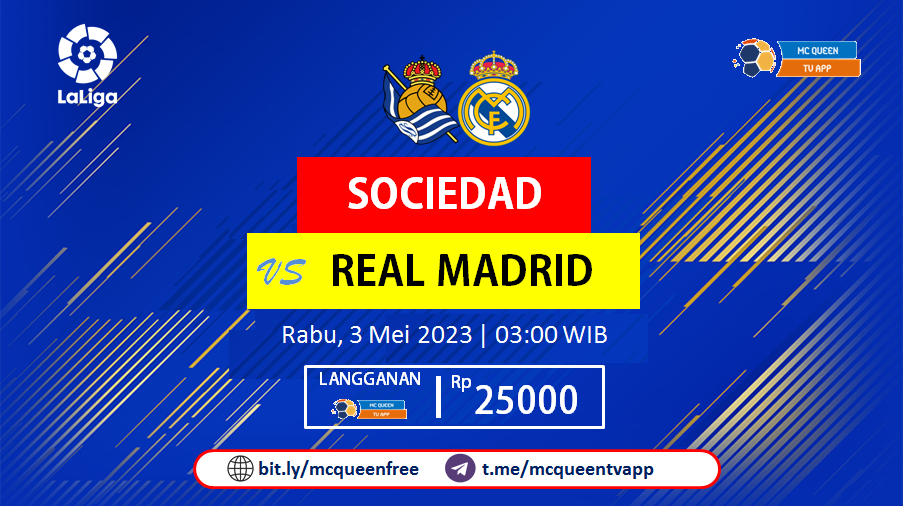 LaLiga
MC QUEEN
TV APP
SOCIEDAD
VS REAL MADRID
Rabu, 3 Mei 2023 | 03:00 WIB
LANGGANAN
MC QUEEN
TV APP
Rp 25000
bit.ly/mcqueenfree
t.me/mcqueentvapp